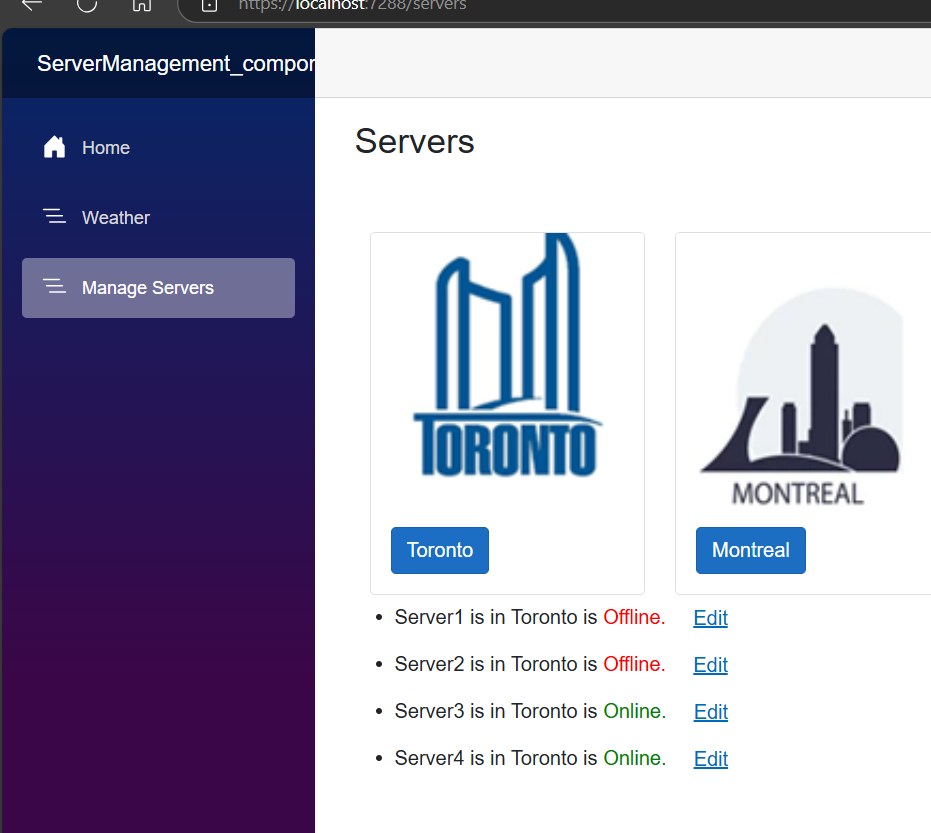 https://localhost:7288/servers
ServerManagement_compor
Home
Weather
Manage Servers
Servers
TORONTO
MONTREAL
Toronto
Montreal
Server1 is in Toronto is Offline. Edit
Server2 is in Toronto is Offline. Edit
Server3 is in Toronto is Online. Edit
Server4 is in Toronto is Online. Edit